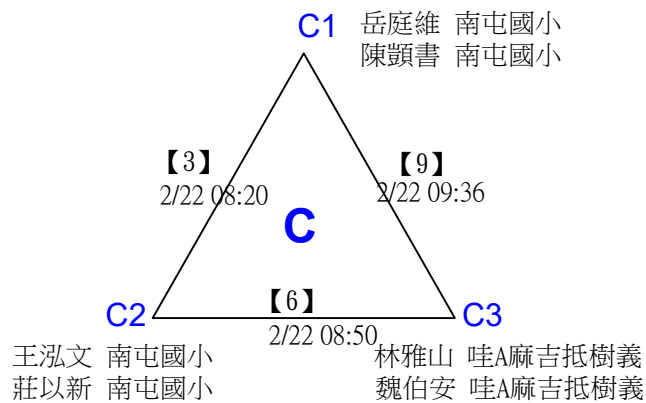 C1 岳庭維 南屯國小
陳顗書 南屯國小
【3】
2/22 08:20
【9】
2/22 09:36
C
【6】
2/22 08:50
C2
C3
王泓文 南屯國小
莊以新 南屯國小
林雅山 哇A麻吉抵樹義
魏伯安 哇A麻吉抵樹義